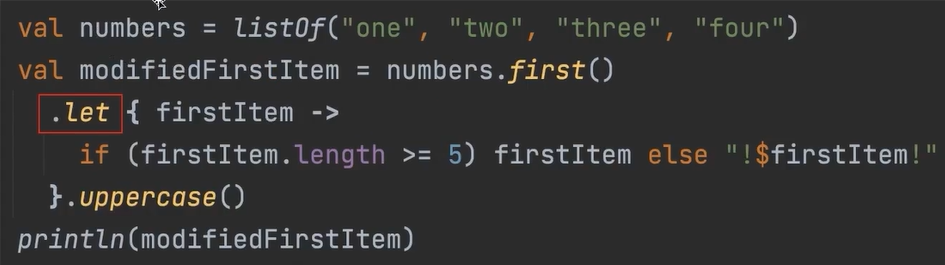 val numbers = listOf("one", "two", "three", "four")
val modifiedFirstItem = numbers.first()
.let { firstItem ->
if (firstItem.length >= 5) firstItem else "!$firstItem!"
}.uppercase()
println(modifiedFirstItem)